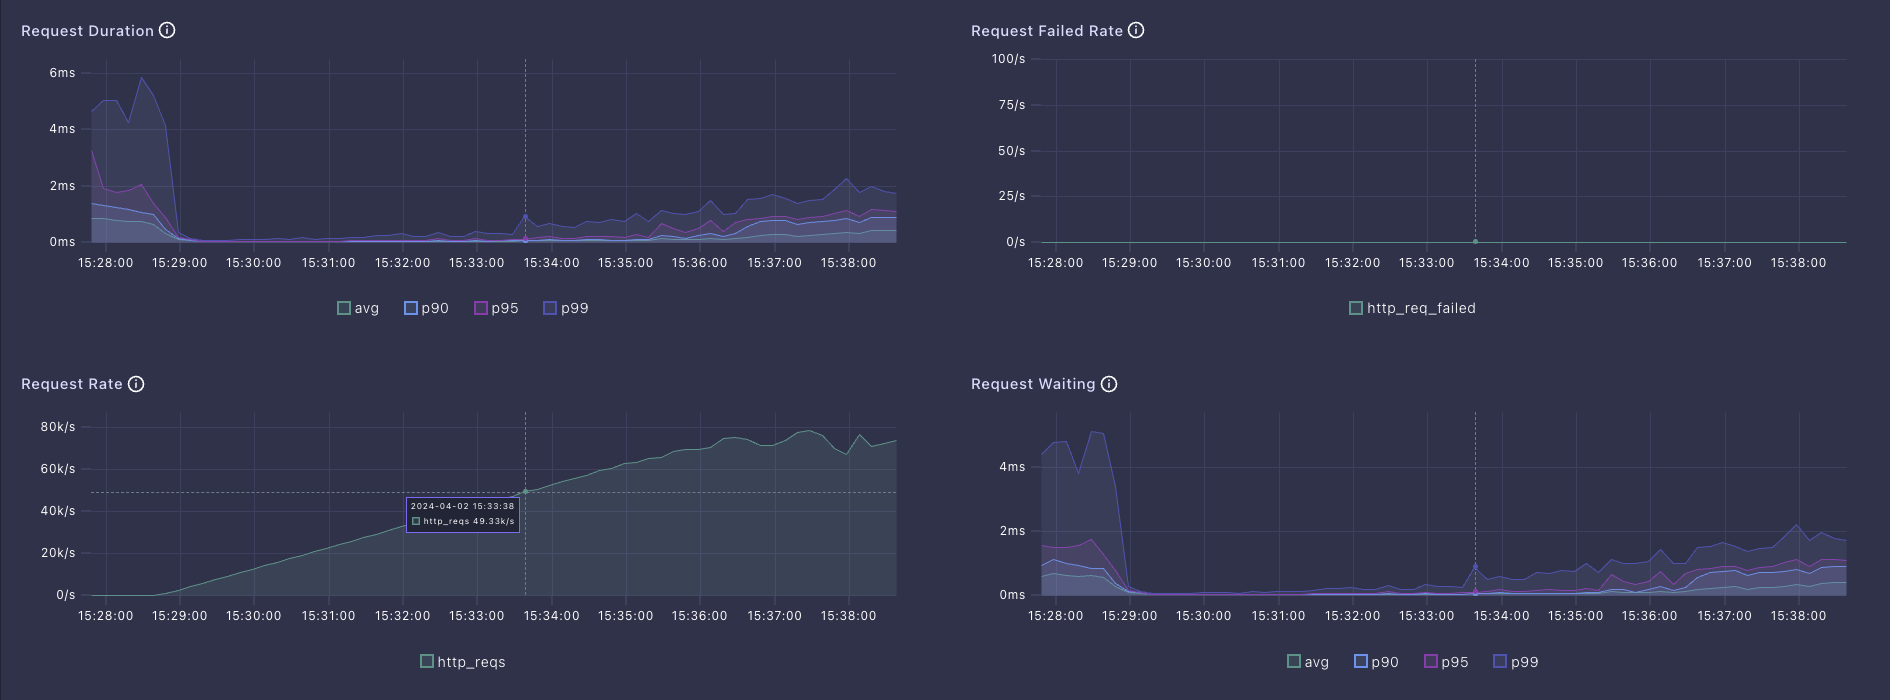 Request Duration
6ms
4ms
2ms
0ms
15:28:00 15:29:00 15:30:00 15:31:00 15:32:00 15:33:00 15:34:00 15:35:00 15:36:00 15:37:00 15:38:00
avg p90 p95 p99
Request Failed Rate
100/s
75/s
50/s
25/s
0/s
15:28:00 15:29:00 15:30:00 15:31:00 15:32:00 15:33:00 15:34:00 15:35:00 15:36:00 15:37:00 15:38:00
http_req_failed
Request Rate
80k/s
60k/s
40k/s
20k/s
0/s
2024-04-02 15:33:38
http_reqs 49.33k/s
15:28:00 15:29:00 15:30:00 15:31:00 15:32:00 15:33:00 15:34:00 15:35:00 15:36:00 15:37:00 15:38:00
http_reqs
Request Waiting
4ms
2ms
0ms
15:28:00 15:29:00 15:30:00 15:31:00 15:32:00 15:33:00 15:34:00 15:35:00 15:36:00 15:37:00 15:38:00
avg p90 p95 p99